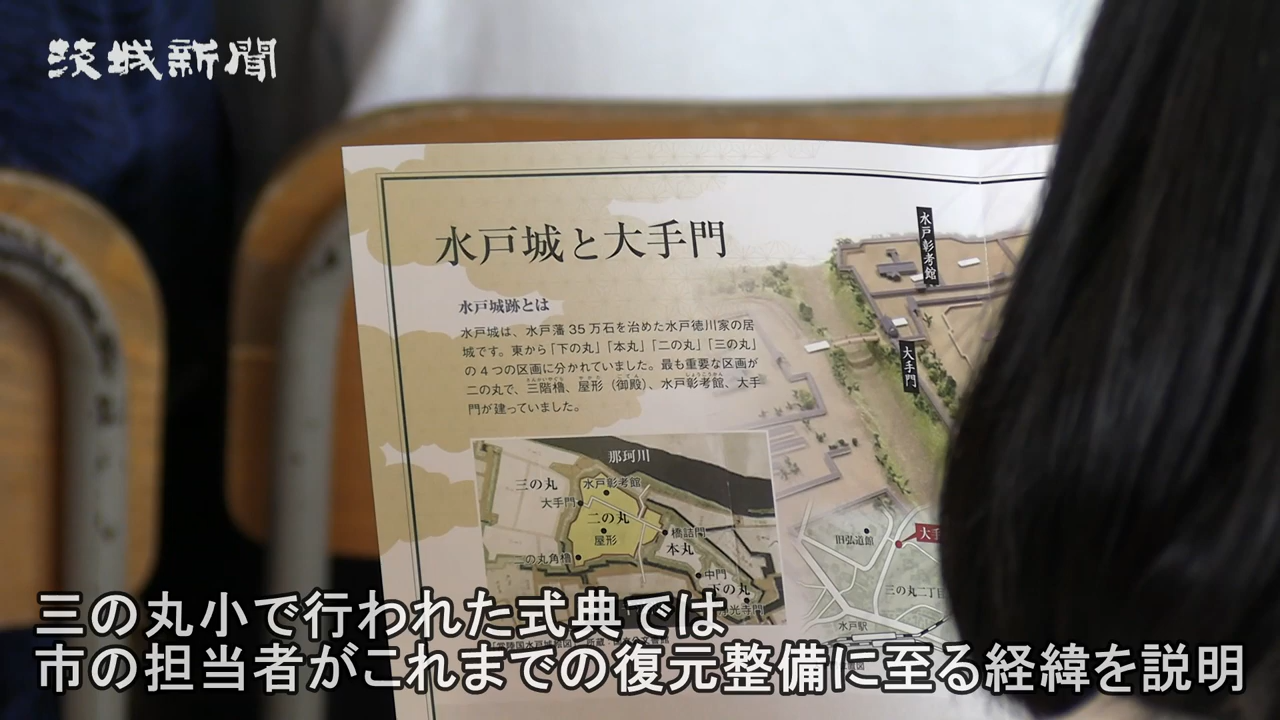 茨城新聞
水戸城と大手門
水戸城跡とは
水戸城は、水戸藩35万石を治めた水戸徳川家の居
城です。東から「下の丸」「本丸」「二の丸」「三の丸」
の4つの区画に分かれていました。最も重要な区画が
二の丸で、三階櫓、屋形(御殿)、水戸彰考館、大手
門が建っていました。
水戸彰考館
大手門
那珂川
三の丸
水戸彰考館
大手門
二の丸
屋形
橋詰門
本丸
二の丸角櫓
中門
下の丸
旧弘道館
大手
三の丸二丁目
水戸駅
三の丸小で行われた式典では
市の担当者がこれまでの復元整備に至る経緯を説明